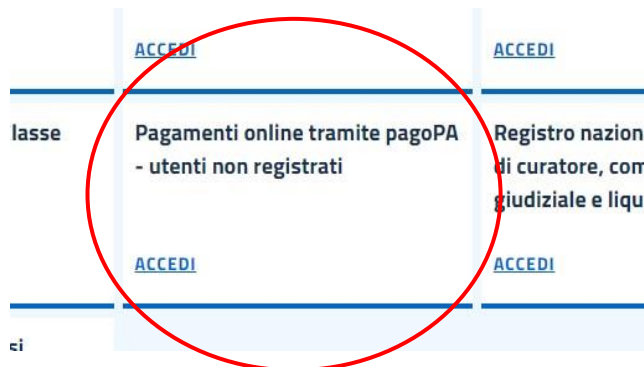 ACCEDI
ACCEDI
lasse
Pagamenti online tramite pagoPA
- utenti non registrati
ACCEDI
Registro nazion
di curatore, com
giudiziale e liqu
ACCEDI
si